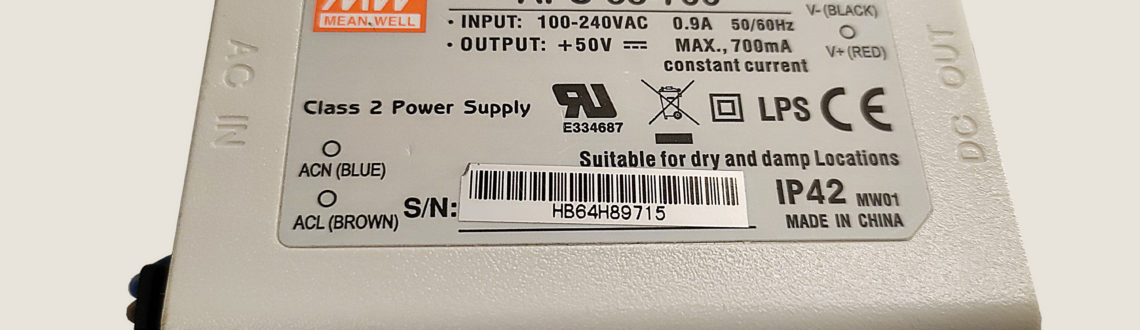 MW
MEAN WELL
INPUT: 100-240VAC 0.9A 50/60Hz
OUTPUT: +50V ⎓ MAX., 700mA
constant current
V- (BLACK)
V+ (RED)
AC IN
DC OUT
Class 2 Power Supply
RU
E334687
LPS CE
ACN (BLUE)
ACL (BROWN)
Suitable for dry and damp Locations
S/N:
HB64H89715
IP42 MW01
MADE IN CHINA